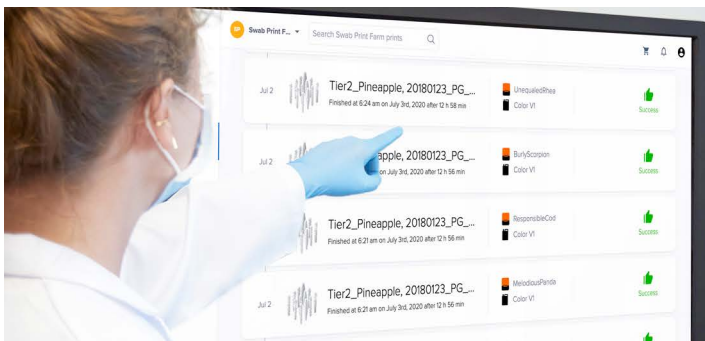 SP Swab Print F...
Search Swab Print Farm prints
Jul 2
Tier2_Pineapple, 20180123_PG_...
Finished at 6:24 am on July 3rd, 2020 after 12 h 58 min
UnequaledRhea
Color V1
Success
Jul 2
apple, 20180123_PG_...
on July 3rd, 2020 after 12 h 56 min
BurlyScorpion
Color V1
Success
Tier2_Pineapple, 20180123_PG_...
Finished at 6:21 am on July 3rd, 2020 after 12 h 56 min
ResponsibleCod
Color V1
Success
Jul 2
Tier2_Pineapple, 20180123_PG_...
Finished at 6:21 am on July 3rd, 2020 after 12 h 56 min
MelodiousPanda
Color V1
Success